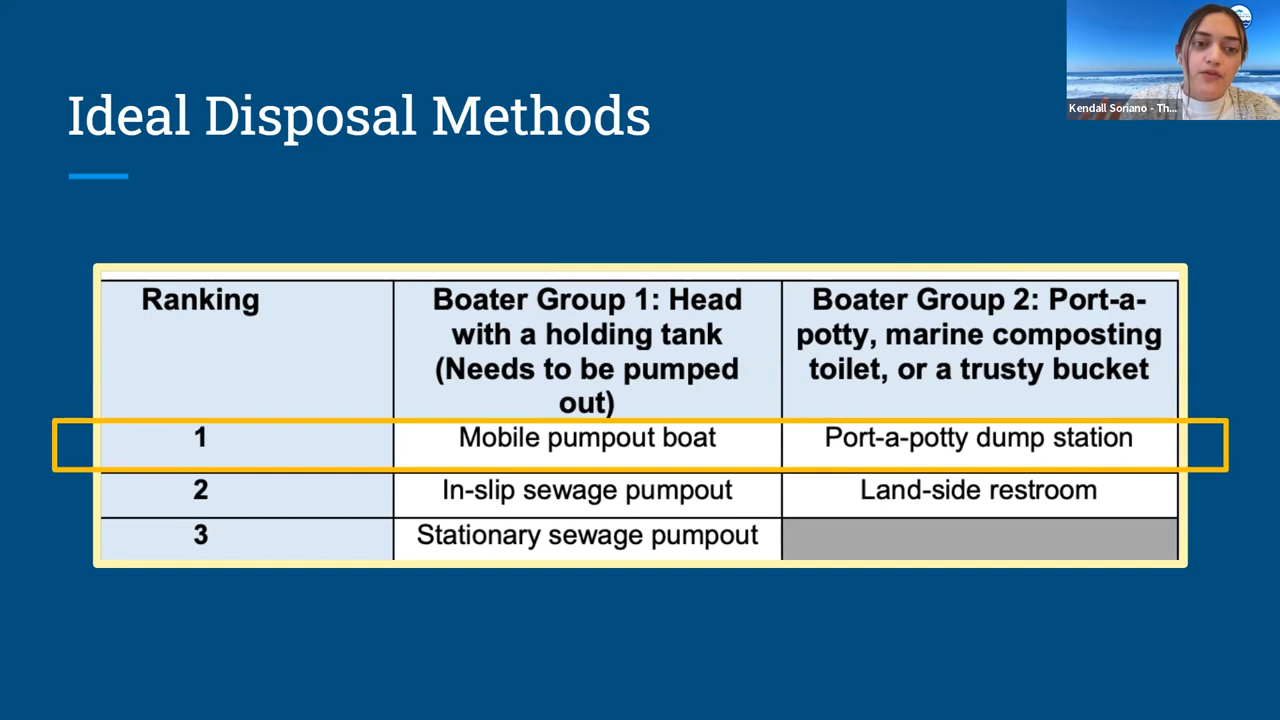 Kendall Soriano - Th...
Ideal Disposal Methods
Ranking
Boater Group 1: Head
with a holding tank
(Needs to be pumped
out)
Boater Group 2: Port-a-
potty, marine composting
toilet, or a trusty bucket
1
Mobile pumpout boat
Port-a-potty dump station
2
In-slip sewage pumpout
Land-side restroom
3
Stationary sewage pumpout